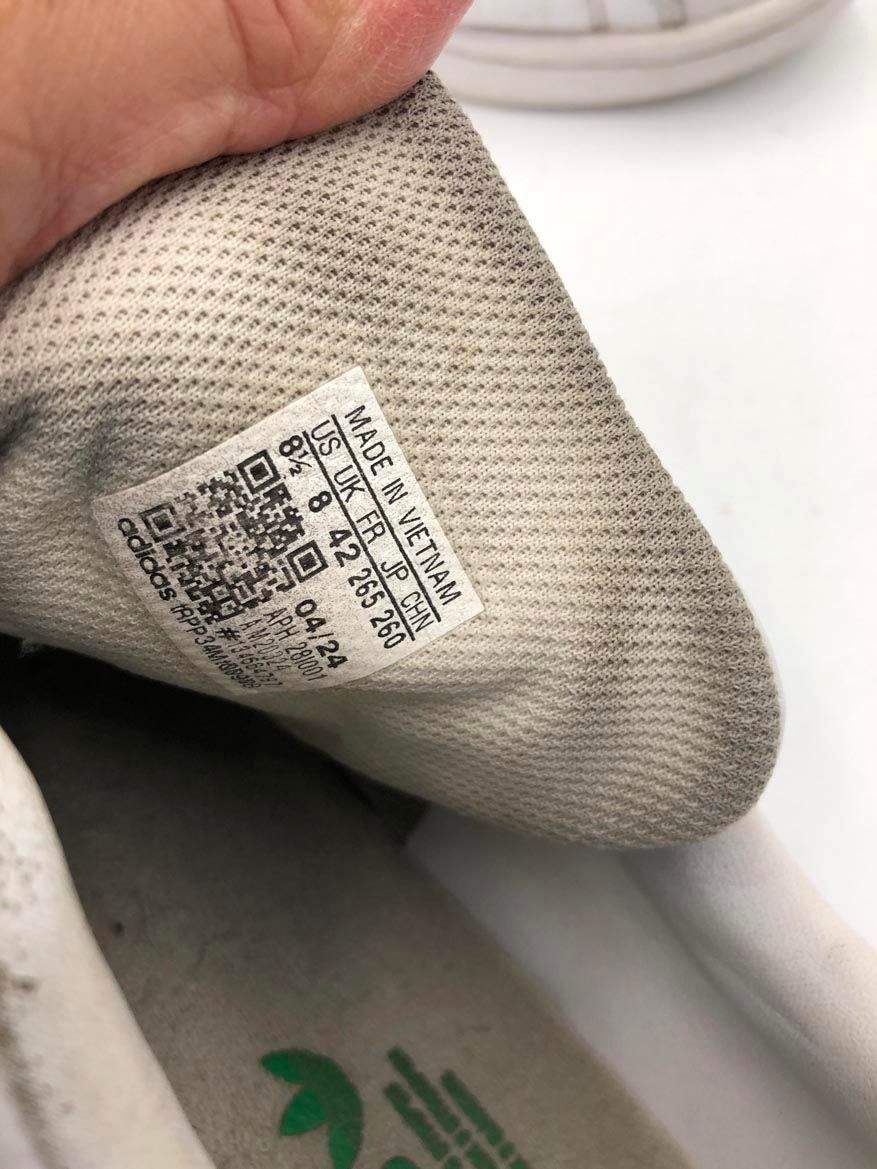 MADE IN VIETNAM
US UK FR JP CHN
8½ 8 42 265 260
04/24
APH 281001
adidas